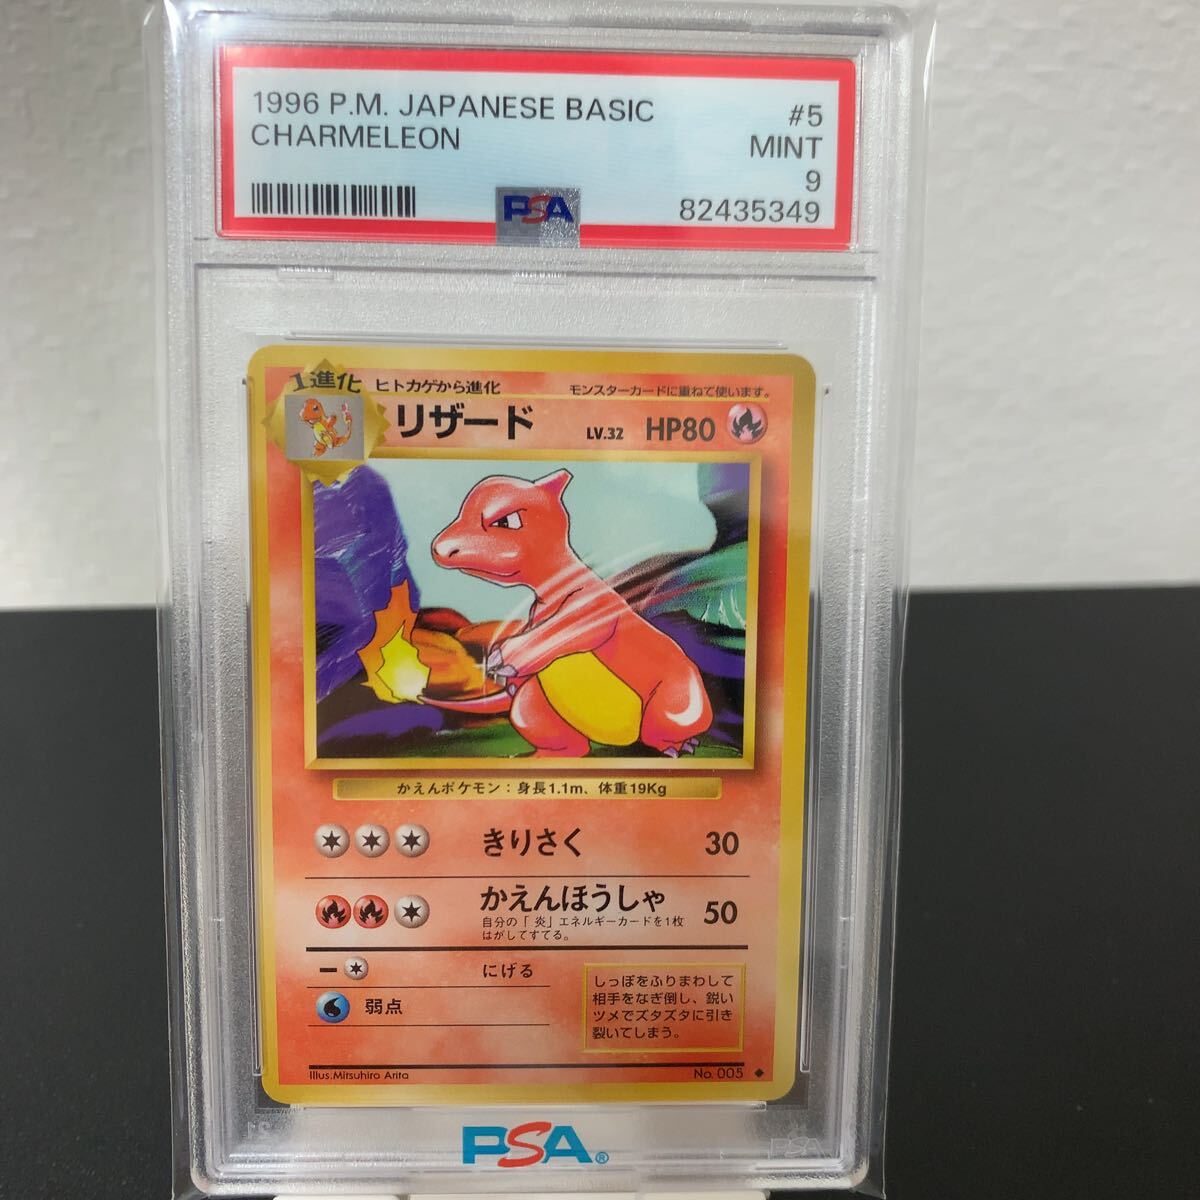 1996 P.M. JAPANESE BASIC #5
CHARMELEON MINT
9
PSA 82435349
1進化 ヒトカゲから進化 モンスターカードに重ねて使います。
リザード LV.32 HP80
かえんポケモン：身長1.1m、体重19Kg
きりさく 30
かえんほうしゃ 50
自分の「炎」エネルギーカードを1枚
はがしてすてる。
にげる
弱点
しっぽをふりまわして
相手をなぎ倒し、鋭い
ツメでズタズタに引き
裂いてしまう。
Illus.Mitsuhiro Arita No. 005 ◆
PSA®
PSA